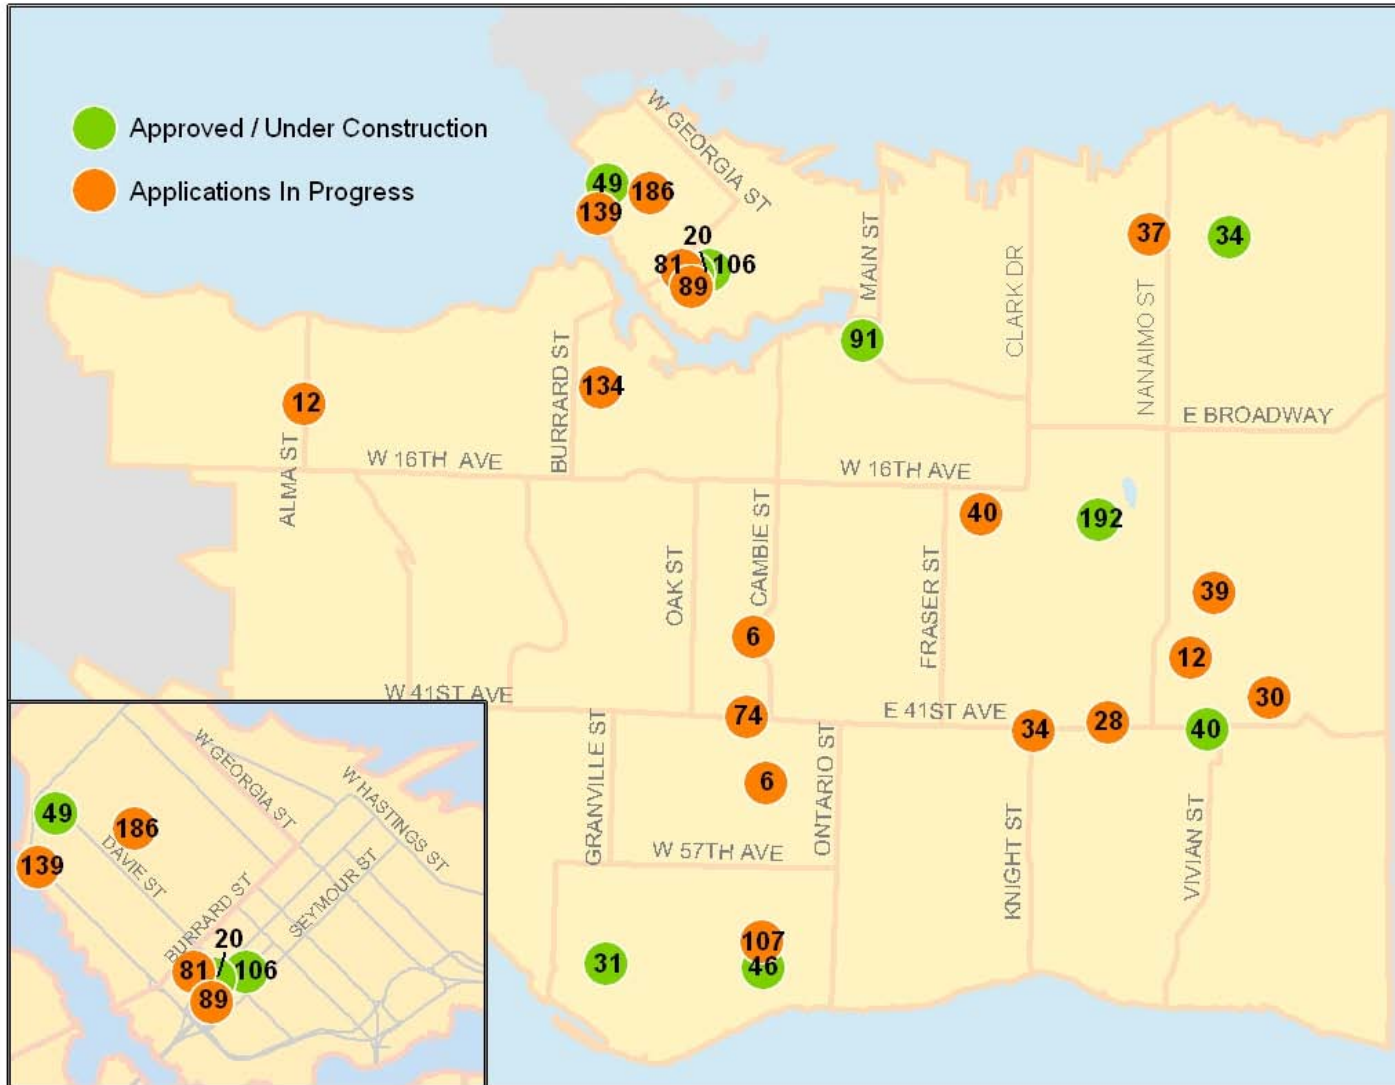 Approved / Under Construction
Applications In Progress
W GEORGIA ST
49
186
139
20
81
106
89
MAIN ST
91
CLARK DR
37
34
NANAIMO ST
E BROADWAY
BURRARD ST
134
12
ALMA ST
W 16TH AVE
W 16TH AVE
40
192
OAK ST
CAMBIE ST
FRASER ST
39
6
12
30
W 41ST AVE
74
E 41ST AVE
34
28
40
GRANVILLE ST
6
ONTARIO ST
W 57TH AVE
KNIGHT ST
VIVIAN ST
31
107
46
W GEORGIA ST
W HASTINGS ST
49
186
139
DAVIE ST
BURRARD ST
SEYMOUR ST
20
81
106
89